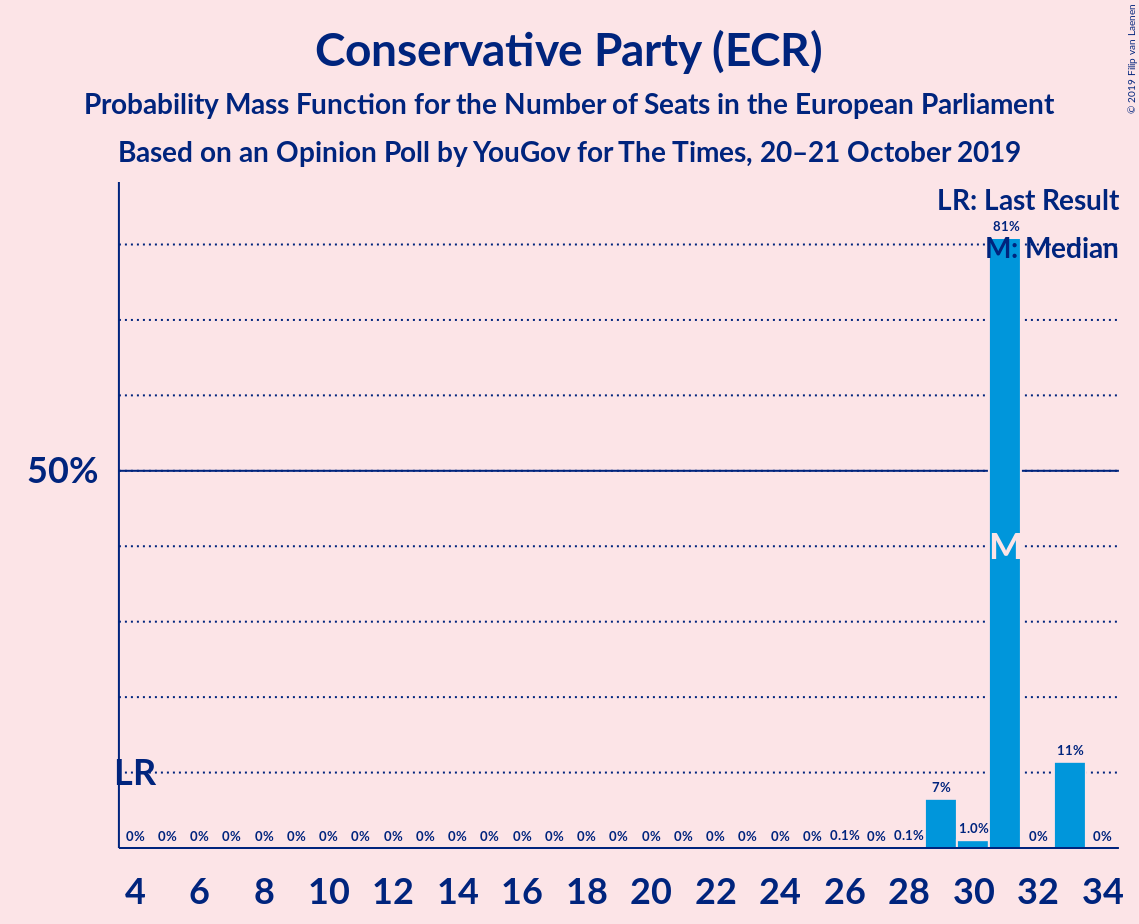 Conservative Party (ECR)
Probability Mass Function for the Number of Seats in the European Parliament
Based on an Opinion Poll by YouGov for The Times, 20–21 October 2019
© 2019 Filip van Laenen
LR: Last Result
81%
M: Median
50%
M
LR
11%
7%
1.0%
0% 0% 0% 0% 0% 0% 0% 0% 0% 0% 0% 0% 0% 0% 0% 0% 0% 0% 0% 0% 0% 0% 0.1% 0% 0.1% 0% 0%
4 6 8 10 12 14 16 18 20 22 24 26 28 30 32 34